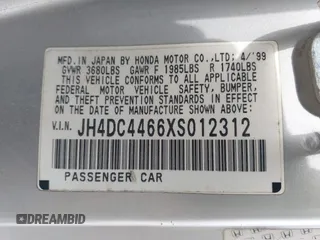 MFD. IN JAPAN BY HONDA MOTOR CO.,LTD; 4/'99
GVWR 3680LBS GAWR F 1985LBS R 1740LBS
THIS VEHICLE CONFORMS TO ALL APPLICABLE
FEDERAL MOTOR VEHICLE SAFETY, BUMPER,
AND THEFT PREVENTION STANDARDS IN
EFFECT ON THE DATE OF MANUFACTURE
SHOWN ABOVE.
V.I.N. JH4DC4466XS012312
PASSENGER CAR
DREAMBID